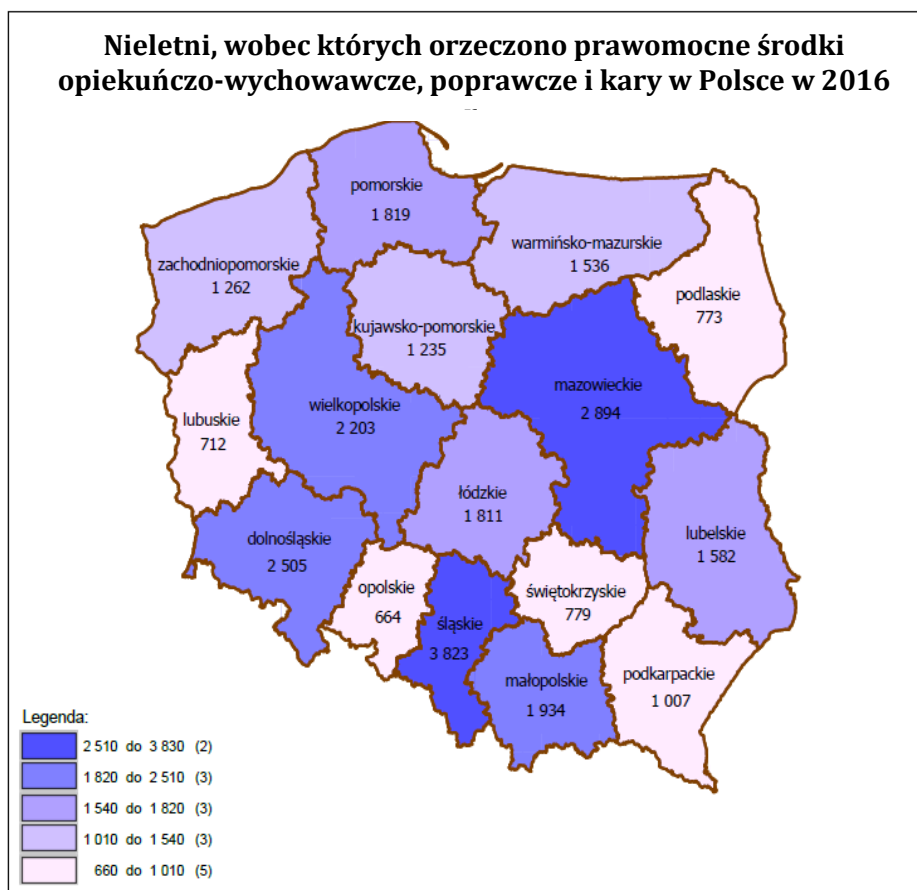 Nieletni, wobec których orzeczono prawomocne środki
opiekuńczo-wychowawcze, poprawcze i kary w Polsce w 2016
pomorskie
1 819
warmińsko-mazurskie
1 536
zachodniopomorskie
1 262
podlaskie
773
kujawsko-pomorskie
1 235
mazowieckie
2 894
wielkopolskie
2 203
lubuskie
712
łódzkie
1 811
lubelskie
1 582
dolnośląskie
2 505
opolskie
664
świętokrzyskie
779
śląskie
3 823
małopolskie
1 934
podkarpackie
1 007
Legenda:
2 510 do 3 830 (2)
1 820 do 2 510 (3)
1 540 do 1 820 (3)
1 010 do 1 540 (3)
660 do 1 010 (5)